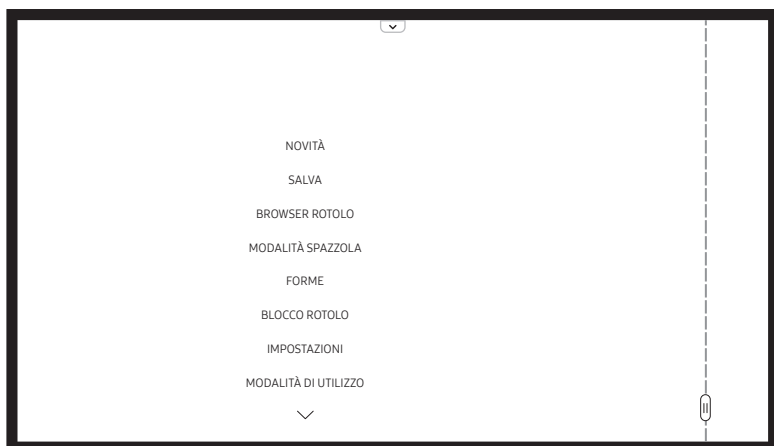 NOVITÀ
SALVA
BROWSER ROTOLO
MODALITÀ SPAZZOLA
FORME
BLOCCO ROTOLO
IMPOSTAZIONI
MODALITÀ DI UTILIZZO